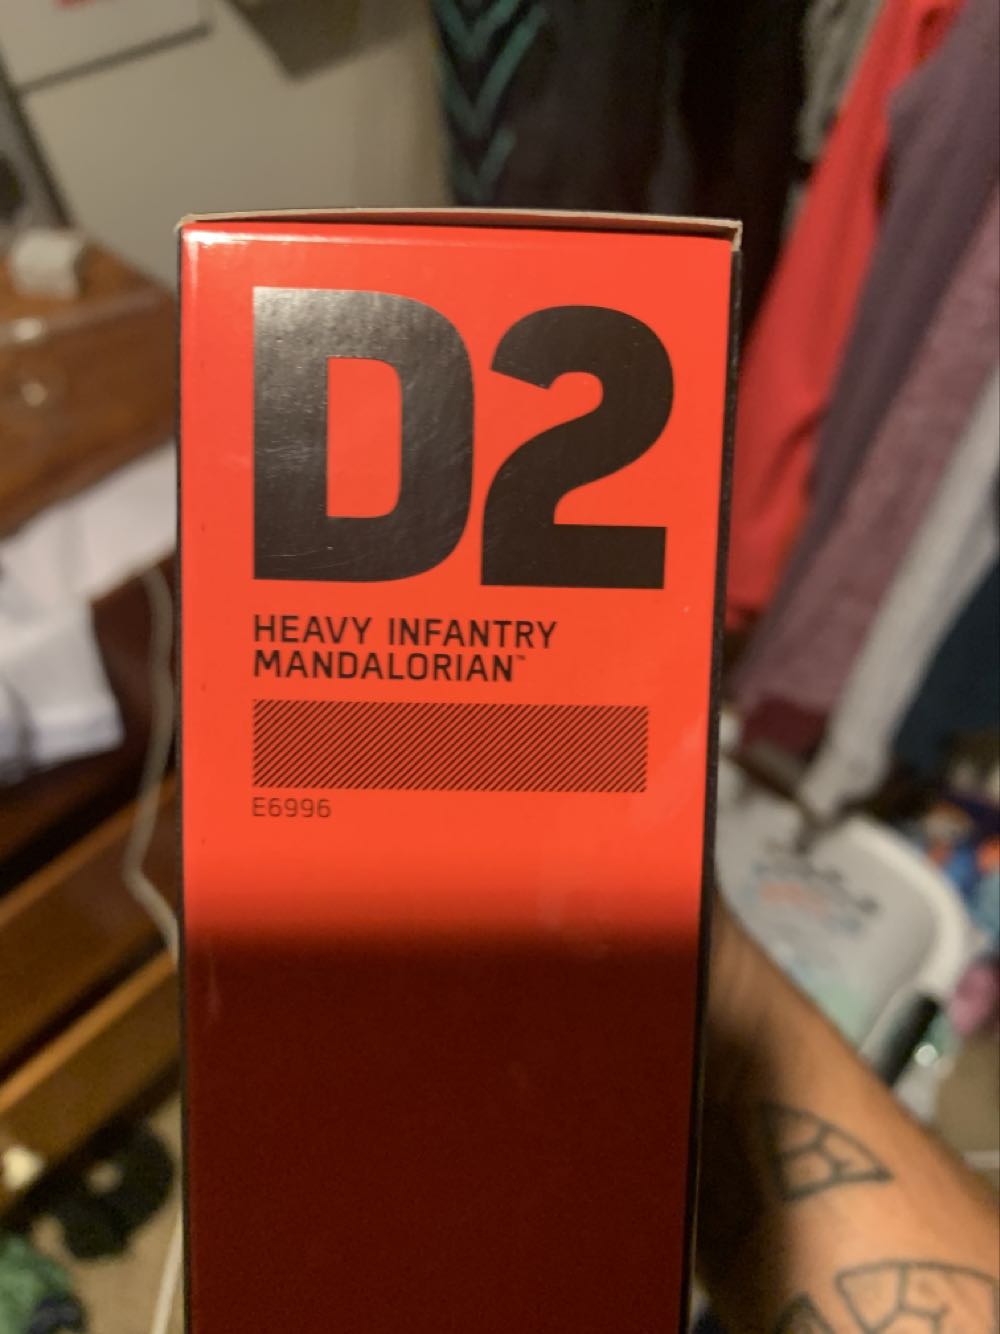 D2
HEAVY INFANTRY
MANDALORIAN™
E6996